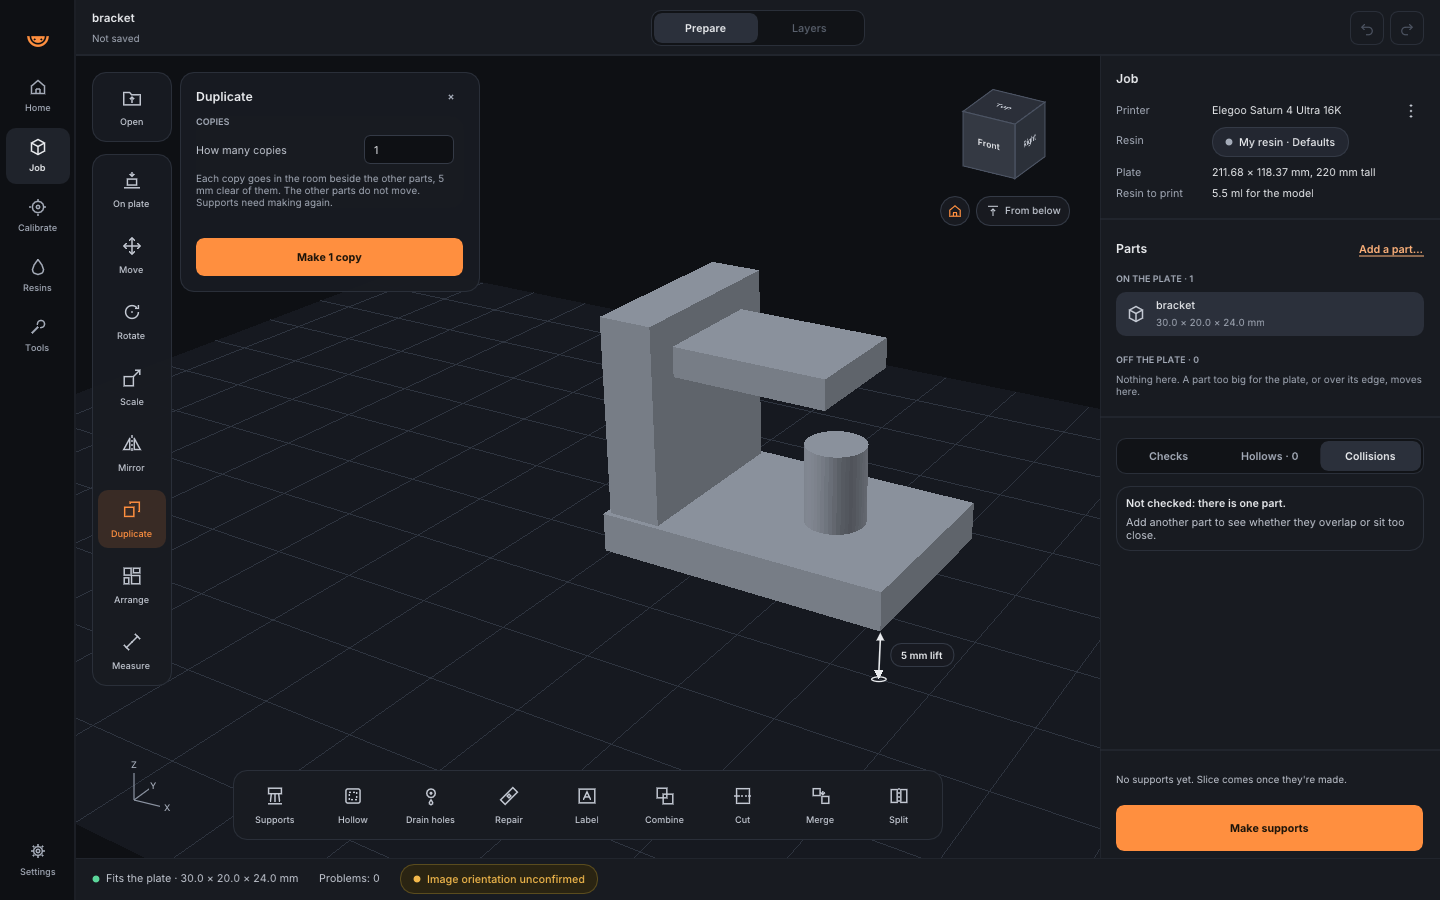 bracket
Not saved
Prepare
Layers
Home
Job
Calibrate
Resins
Tools
Settings
Open
On plate
Move
Rotate
Scale
Mirror
Duplicate
Arrange
Measure
Duplicate
×
COPIES
How many copies
1
Each copy goes in the room beside the other parts, 5
mm clear of them. The other parts do not move.
Supports need making again.
Make 1 copy
Top
Front
Right
From below
5 mm lift
Z
Y
X
Supports
Hollow
Drain holes
Repair
Label
Combine
Cut
Merge
Split
Job
Printer
Elegoo Saturn 4 Ultra 16K
Resin
My resin · Defaults
Plate
211.68 × 118.37 mm, 220 mm tall
Resin to print
5.5 ml for the model
Parts
Add a part...
ON THE PLATE · 1
bracket
30.0 × 20.0 × 24.0 mm
OFF THE PLATE · 0
Nothing here. A part too big for the plate, or over its edge, moves
here.
Checks
Hollows · 0
Collisions
Not checked: there is one part.
Add another part to see whether they overlap or sit too
close.
No supports yet. Slice comes once they're made.
Make supports
Fits the plate · 30.0 × 20.0 × 24.0 mm
Problems: 0
Image orientation unconfirmed